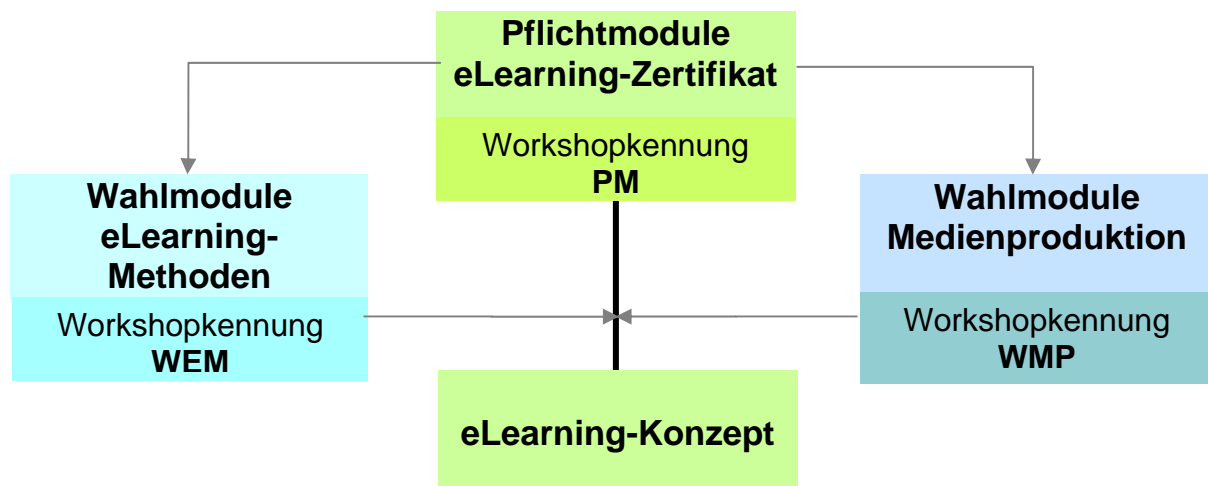 Pflichtmodule
eLearning-Zertifikat
Workshopkennung
PM
Wahlmodule
eLearning-
Methoden
Workshopkennung
WEM
Wahlmodule
Medienproduktion
Workshopkennung
WMP
eLearning-Konzept